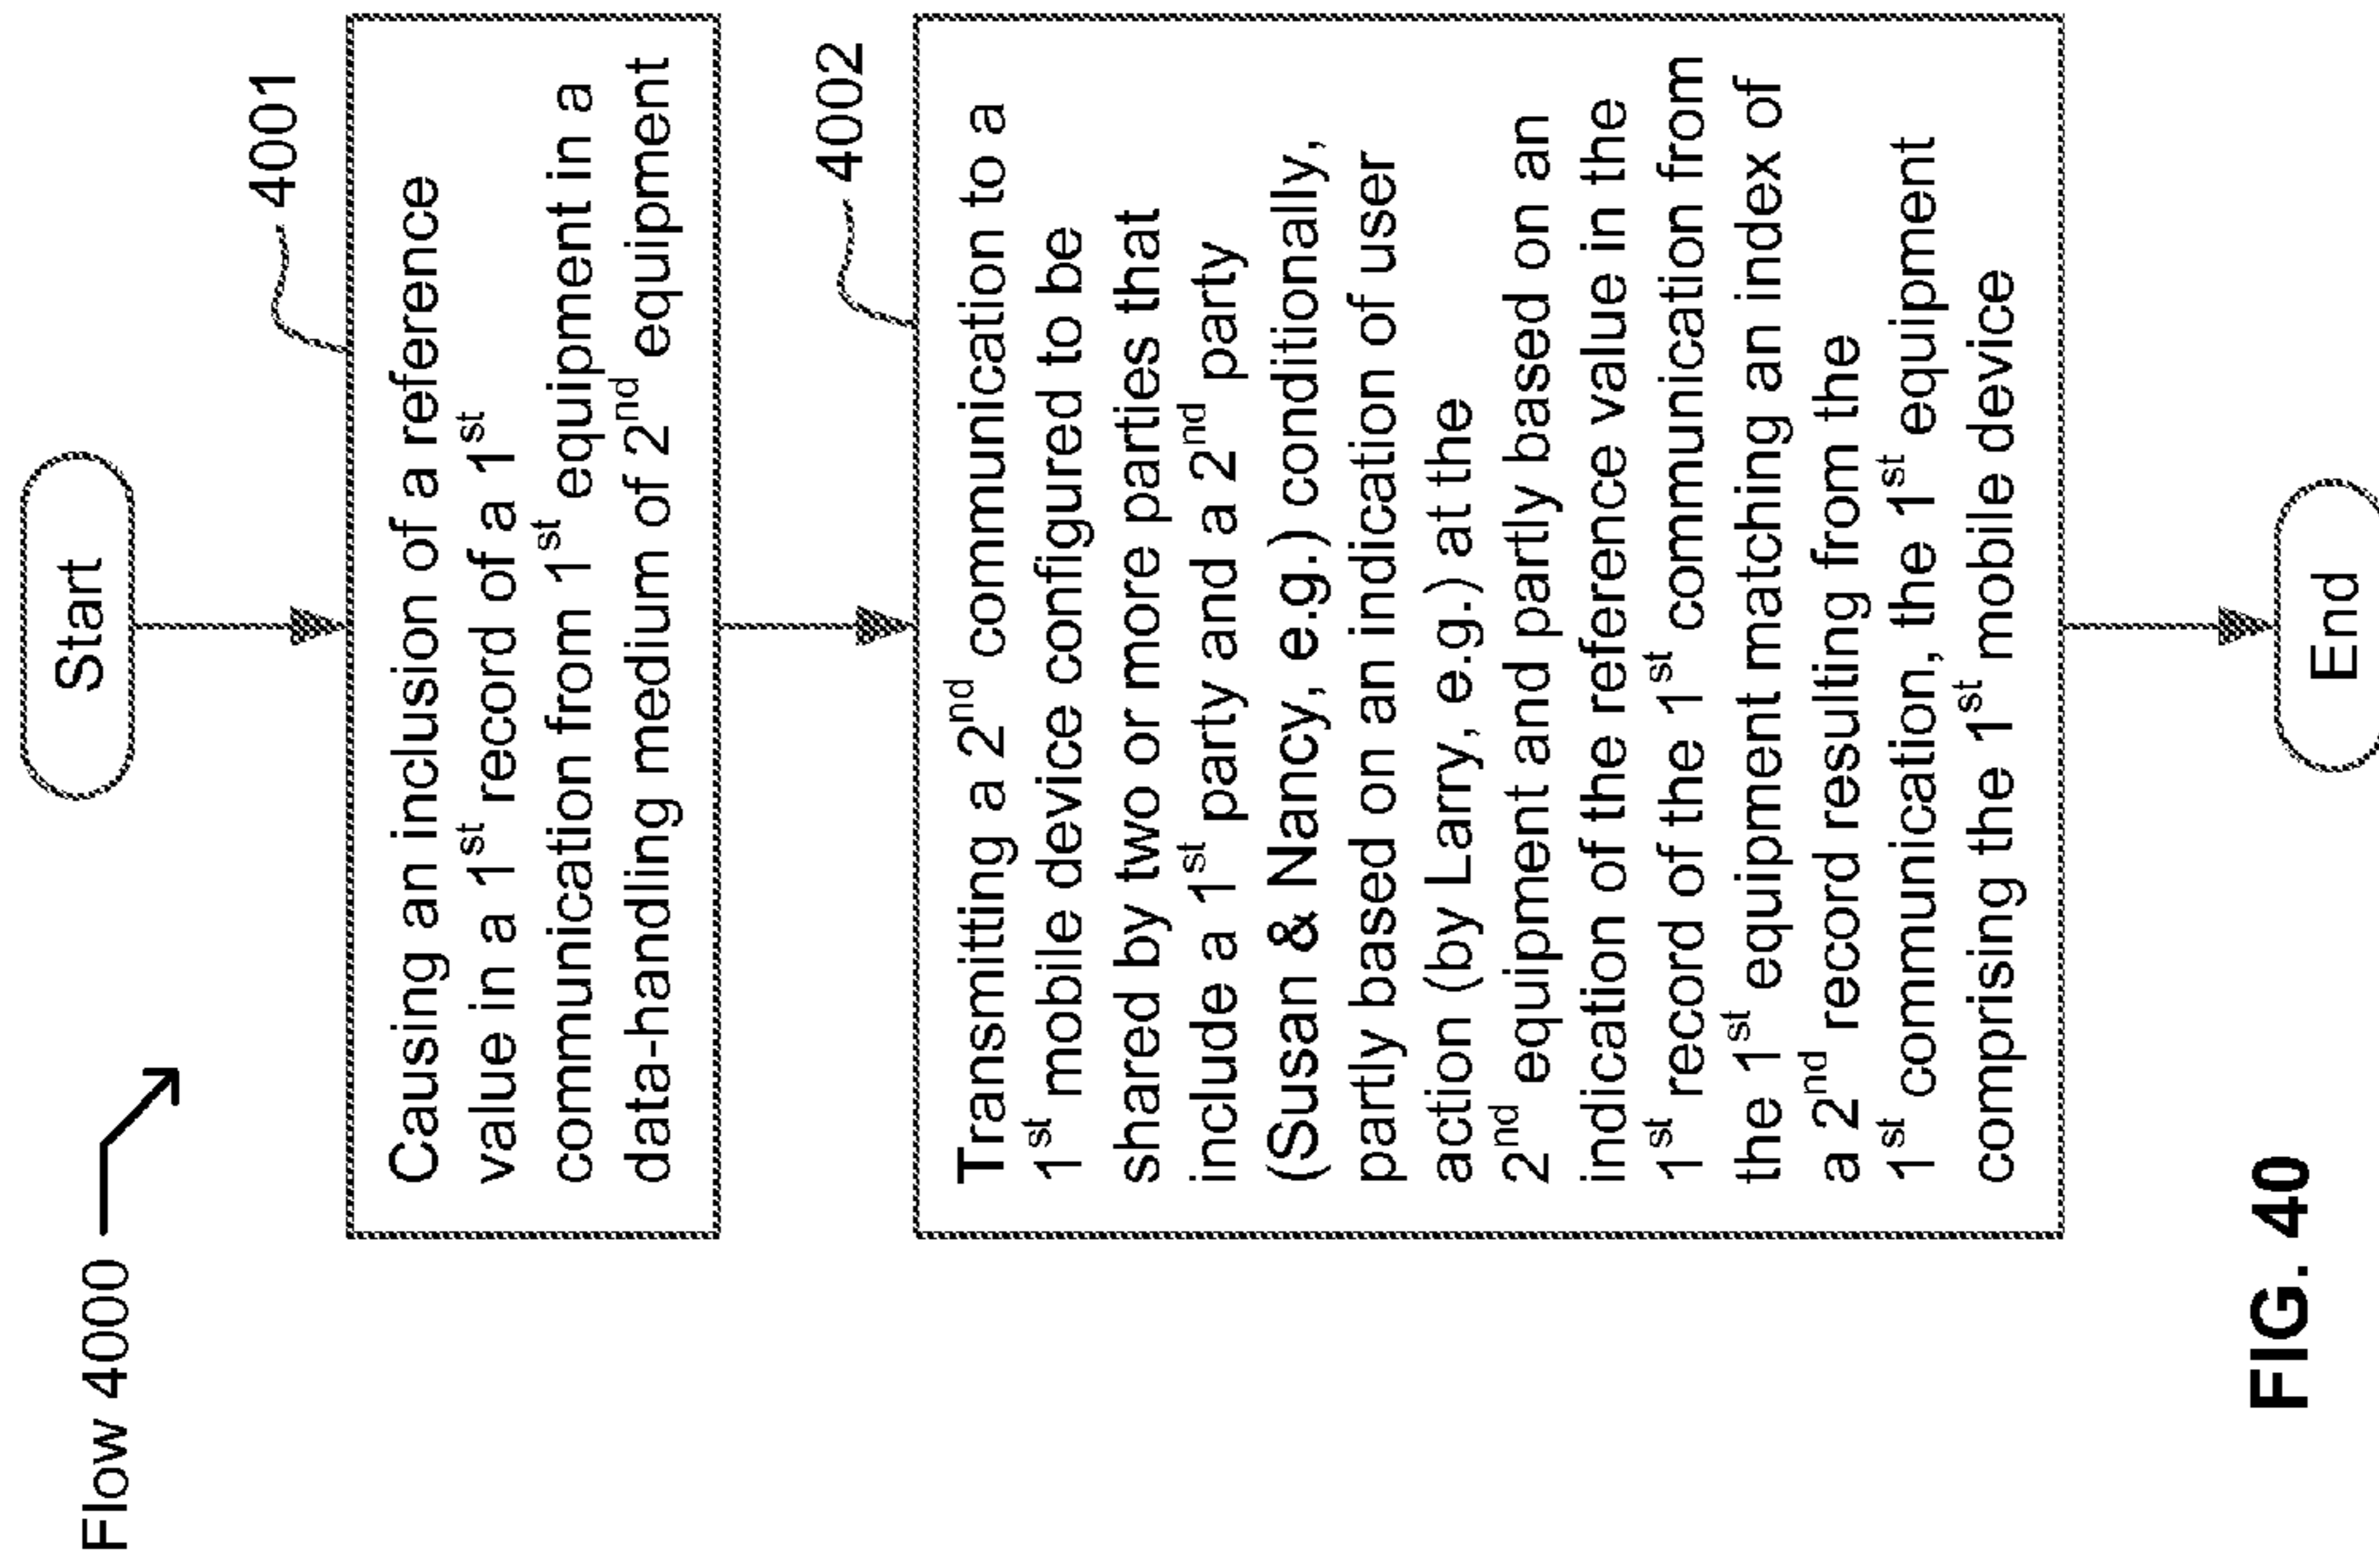 Flow 4000
Start
4001
Causing an inclusion of a reference
value in a 1st record of a 1st
communication from 1st equipment in a
data-handling medium of 2nd equipment
4002
Transmitting a 2nd communication to a
1st mobile device configured to be
shared by two or more parties that
include a 1st party and a 2nd party
(Susan & Nancy, e.g.) conditionally,
partly based on an indication of user
action (by Larry, e.g.) at the
2nd equipment and partly based on an
indication of the reference value in the
1st record of the 1st communication from
the 1st equipment matching an index of
a 2nd record resulting from the
1st communication, the 1st equipment
comprising the 1st mobile device
End
FIG. 40